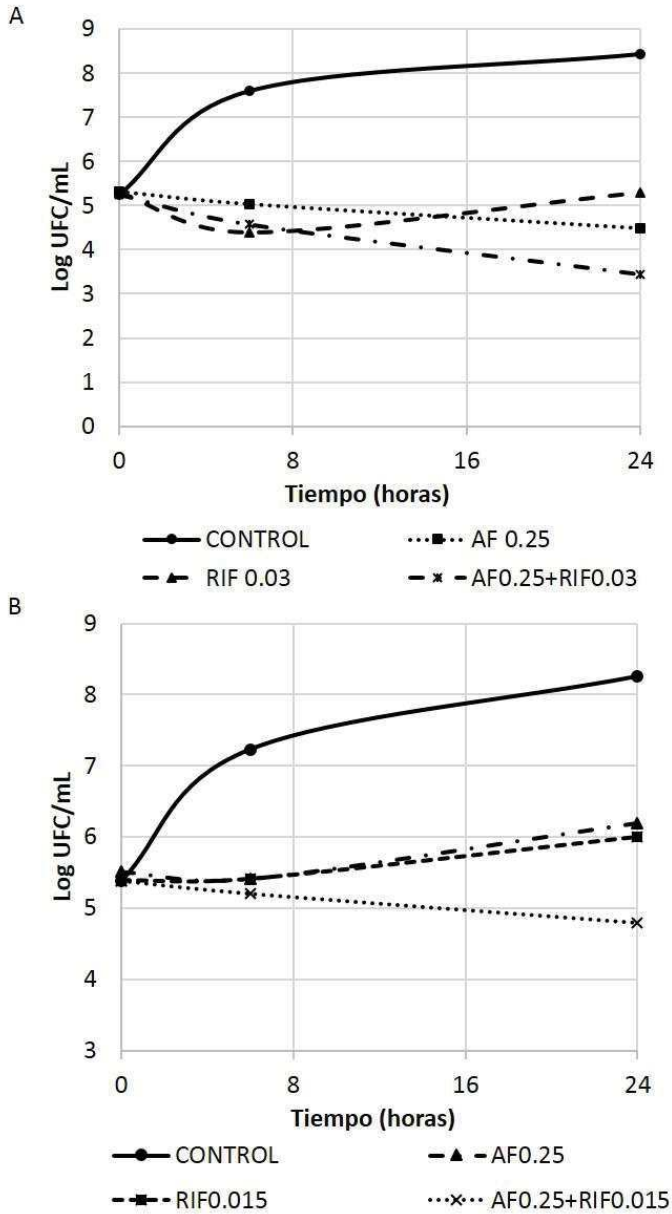 A
9
8
7
6
5
4
3
2
1
0
Log UFC/mL
0 8 16 24
Tiempo (horas)
CONTROL AF 0.25
RIF 0.03 AF0.25+RIF0.03
B
9
8
7
6
5
4
3
Log UFC/mL
0 8 16 24
Tiempo (horas)
CONTROL AF0.25
RIF0.015 AF0.25+RIF0.015